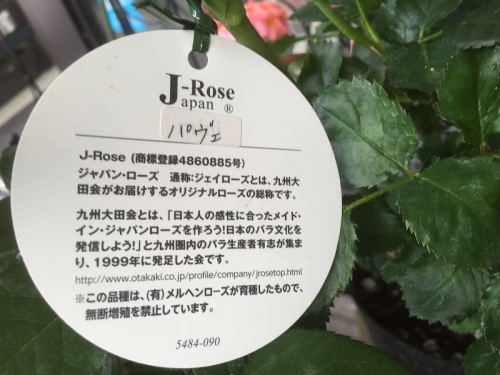 J-Rose
Japan ®
パヴェ
J-Rose (商標登録4860885号)
ジャパン・ローズ 通称:ジェイローズとは、九州大
田会がお届けするオリジナルローズの総称です。
九州大田会とは、「日本人の感性に合ったメイド・
イン・ジャパンローズを作ろう!日本のバラ文化を
発信しよう!」と九州圏内のバラ生産者有志が集ま
り、1999年に発足した会です。
http://www.otakaki.co.jp/profile/company/jrosetop.html
※この品種は、(有)メルヘンローズが育種したもので、
無断増殖を禁止しています。
5484-090